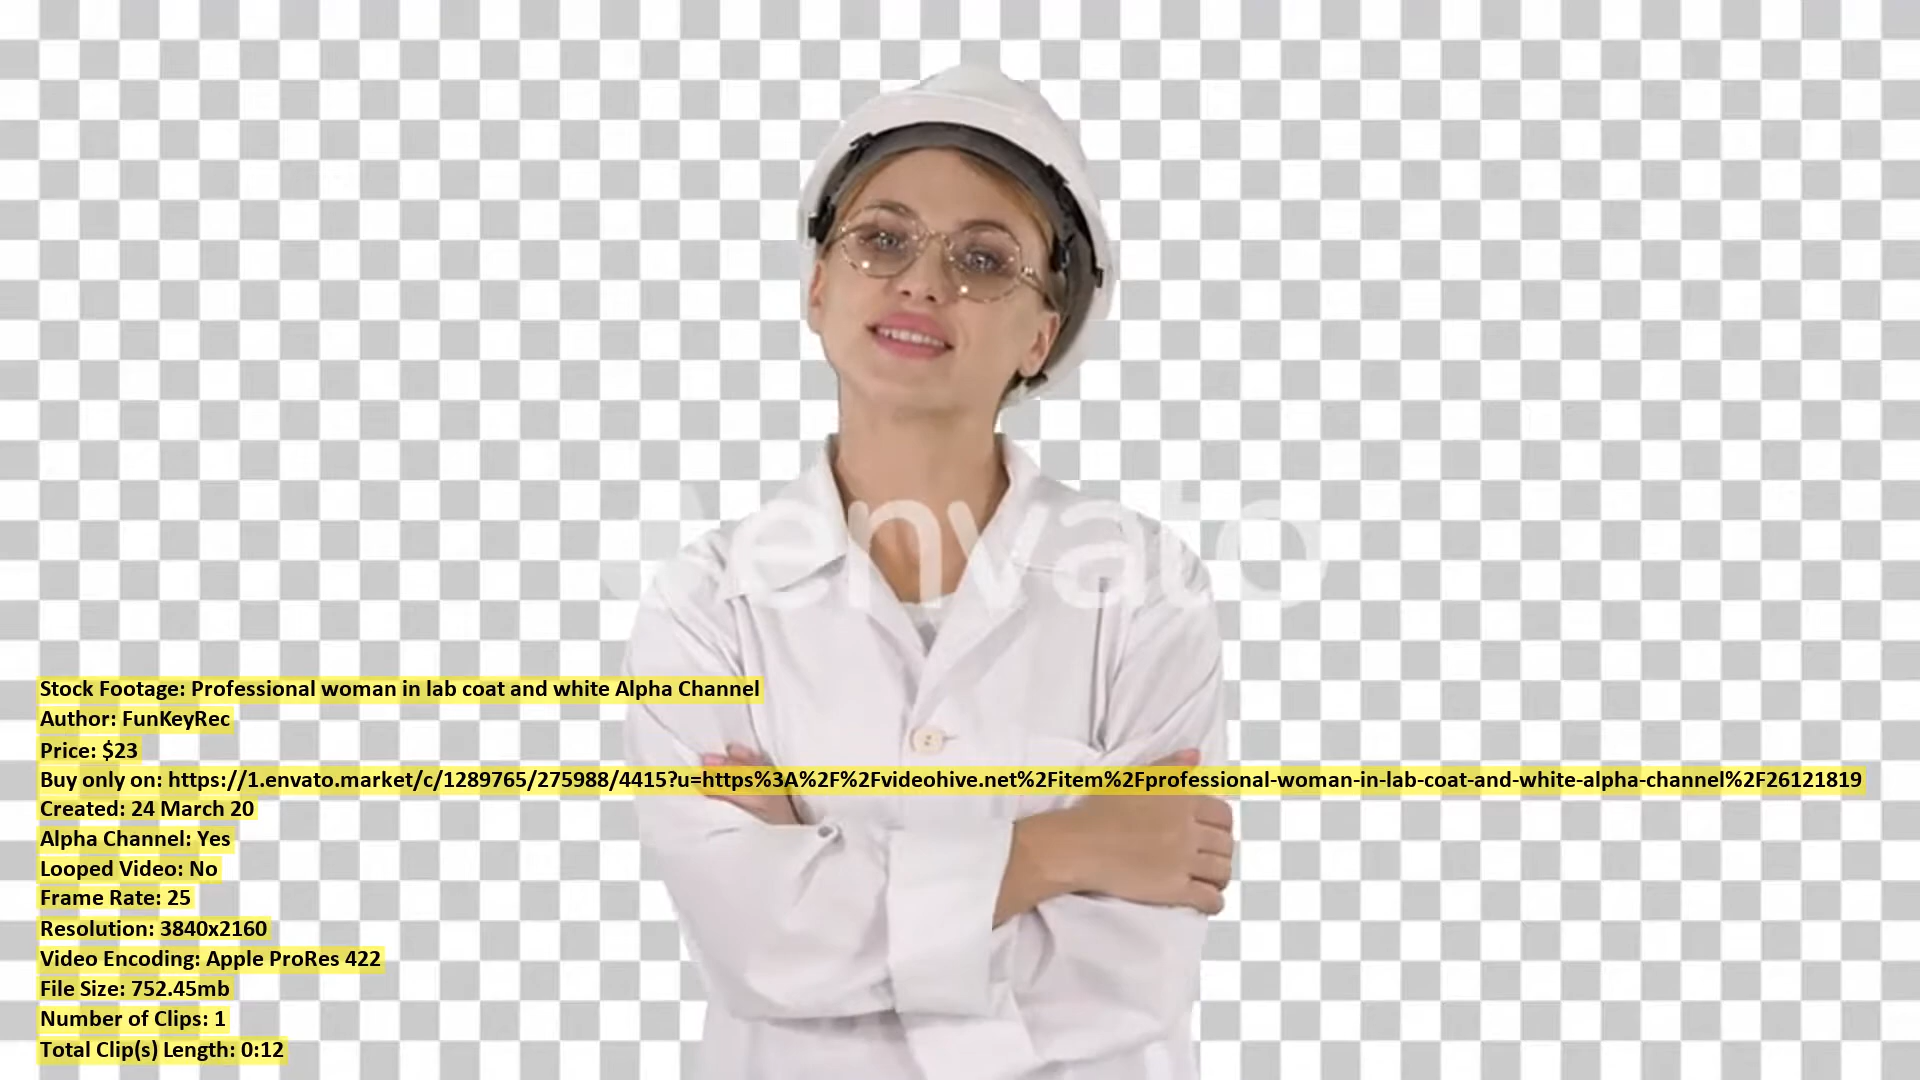 envato
Stock Footage: Professional woman in lab coat and white Alpha Channel
Author: FunKeyRec
Price: $23
Buy only on: https://1.envato.market/c/1289765/275988/4415?u=https%3A%2F%2Fvideohive.net%2Fitem%2Fprofessional-woman-in-lab-coat-and-white-alpha-channel%2F26121819
Created: 24 March 20
Alpha Channel: Yes
Looped Video: No
Frame Rate: 25
Resolution: 3840x2160
Video Encoding: Apple ProRes 422
File Size: 752.45mb
Number of Clips: 1
Total Clip(s) Length: 0:12